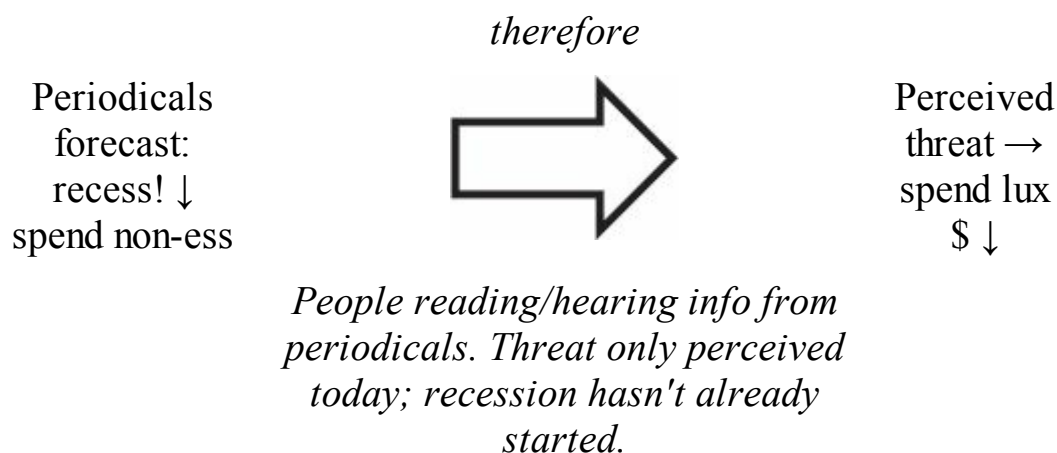 therefore
Periodicals
forecast:
recess! ↓
spend non-ess
Perceived
threat →
spend lux
$ ↓
People reading/hearing info from
periodicals. Threat only perceived
today; recession hasn't already
started.